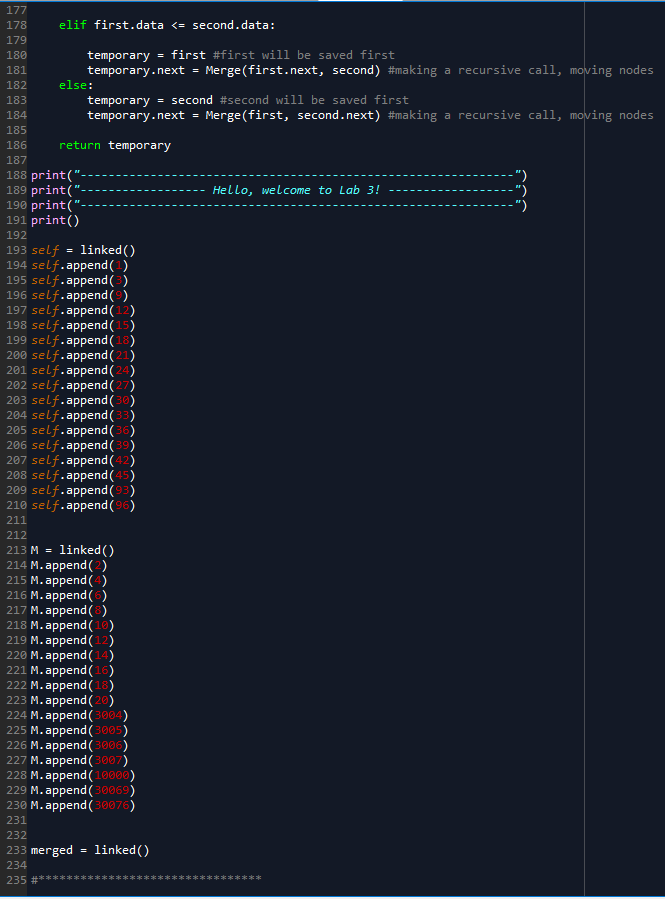 177
178 elif first.data <= second.data:
179
180 temporary = first #first will be saved first
181 temporary.next = Merge(first.next, second) #making a recursive call, moving nodes
182 else:
183 temporary = second #second will be saved first
184 temporary.next = Merge(first, second.next) #making a recursive call, moving nodes
185
186 return temporary
187
188 print("--------------------------------------------------------------")
189 print("------------------ Hello, welcome to Lab 3! ------------------")
190 print("--------------------------------------------------------------")
191 print()
192
193 self = linked()
194 self.append(1)
195 self.append(3)
196 self.append(9)
197 self.append(12)
198 self.append(15)
199 self.append(18)
200 self.append(21)
201 self.append(24)
202 self.append(27)
203 self.append(30)
204 self.append(33)
205 self.append(36)
206 self.append(39)
207 self.append(42)
208 self.append(45)
209 self.append(93)
210 self.append(96)
211
212
213 M = linked()
214 M.append(2)
215 M.append(4)
216 M.append(6)
217 M.append(8)
218 M.append(10)
219 M.append(12)
220 M.append(14)
221 M.append(16)
222 M.append(18)
223 M.append(20)
224 M.append(3004)
225 M.append(3005)
226 M.append(3006)
227 M.append(3007)
228 M.append(10000)
229 M.append(30069)
230 M.append(30076)
231
232
233 merged = linked()
234
235 #********************************